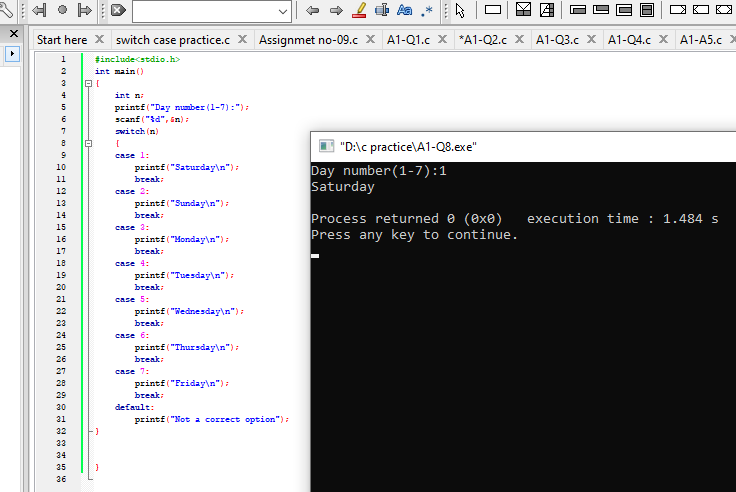 Start here switch case practice.c Assignmet no-09.c A1-Q1.c *A1-Q2.c A1-Q3.c A1-Q4.c A1-A5.c
1 #include<stdio.h>
2 int main()
3 {
4 int n;
5 printf("Day number(1-7):");
6 scanf("%d",&n);
7 switch(n)
8 {
9 case 1:
10 printf("Saturday\n");
11 break;
12 case 2:
13 printf("Sunday\n");
14 break;
15 case 3:
16 printf("Monday\n");
17 break;
18 case 4:
19 printf("Tuesday\n");
20 break;
21 case 5:
22 printf("Wednesday\n");
23 break;
24 case 6:
25 printf("Thursday\n");
26 break;
27 case 7:
28 printf("Friday\n");
29 break;
30 default:
31 printf("Not a correct option");
32 }
33
34
35 }
36
"D:\c practice\A1-Q8.exe"
Day number(1-7):1
Saturday
Process returned 0 (0x0) execution time : 1.484 s
Press any key to continue.